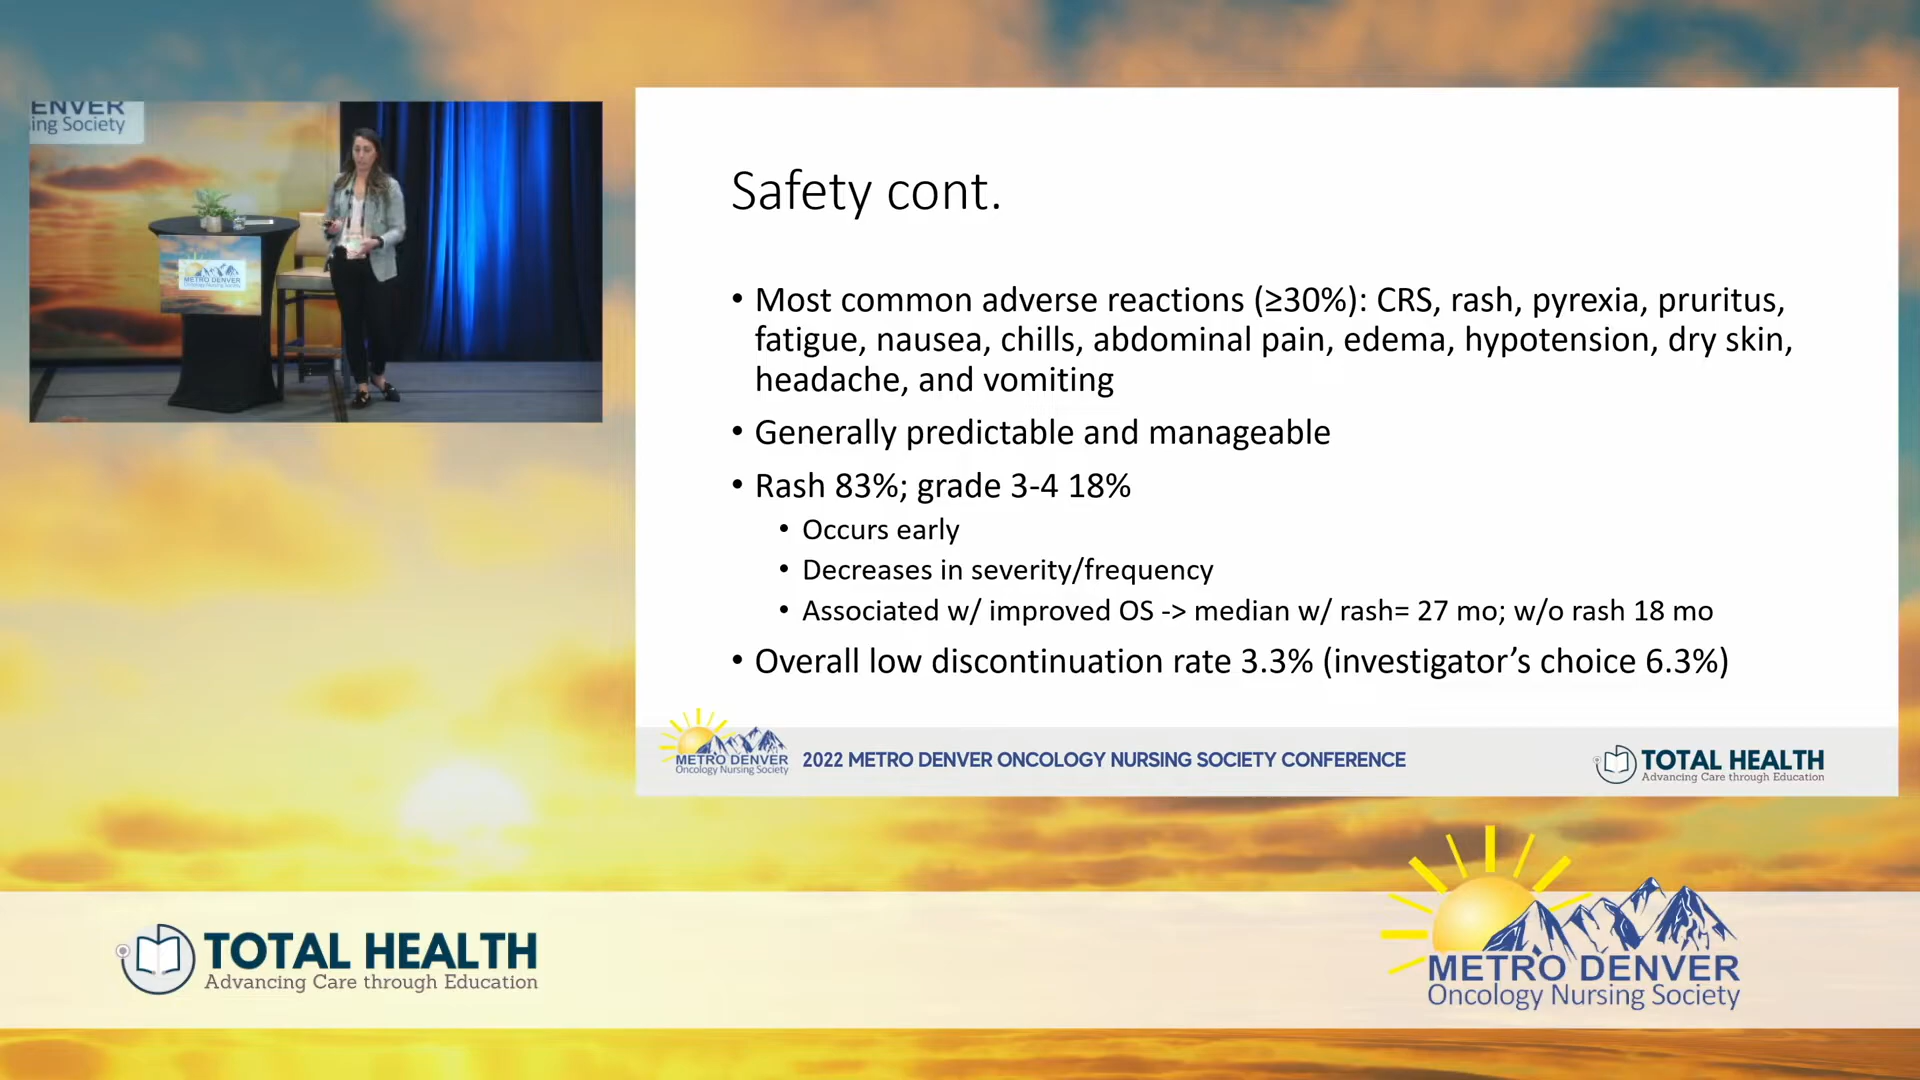 ENVER
ing Society
METRO DENVER
Safety cont.
• Most common adverse reactions (≥30%): CRS, rash, pyrexia, pruritus,
fatigue, nausea, chills, abdominal pain, edema, hypotension, dry skin,
headache, and vomiting
• Generally predictable and manageable
• Rash 83%; grade 3-4 18%
• Occurs early
• Decreases in severity/frequency
• Associated w/ improved OS -> median w/ rash= 27 mo; w/o rash 18 mo
• Overall low discontinuation rate 3.3% (investigator’s choice 6.3%)
METRO DENVER
Oncology Nursing Society
2022 METRO DENVER ONCOLOGY NURSING SOCIETY CONFERENCE
TOTAL HEALTH
Advancing Care through Education
TOTAL HEALTH
Advancing Care through Education
METRO DENVER
Oncology Nursing Society